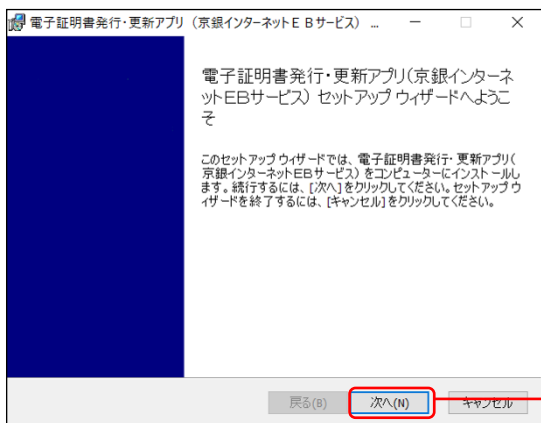 電子証明書発行・更新アプリ（京銀インターネットＥＢサービス） ...
電子証明書発行・更新アプリ(京銀インターネ
ットEBサービス) セットアップ ウィザードへようこ
そ
このセットアップ ウィザードでは、電子証明書発行・更新アプリ(
京銀インターネットEBサービス) をコンピューターにインストールし
ます。続行するには、[次へ] をクリックしてください。セットアップ ウ
ィザードを終了するには、[キャンセル] をクリックしてください。
戻る(B) 次へ(N) キャンセル